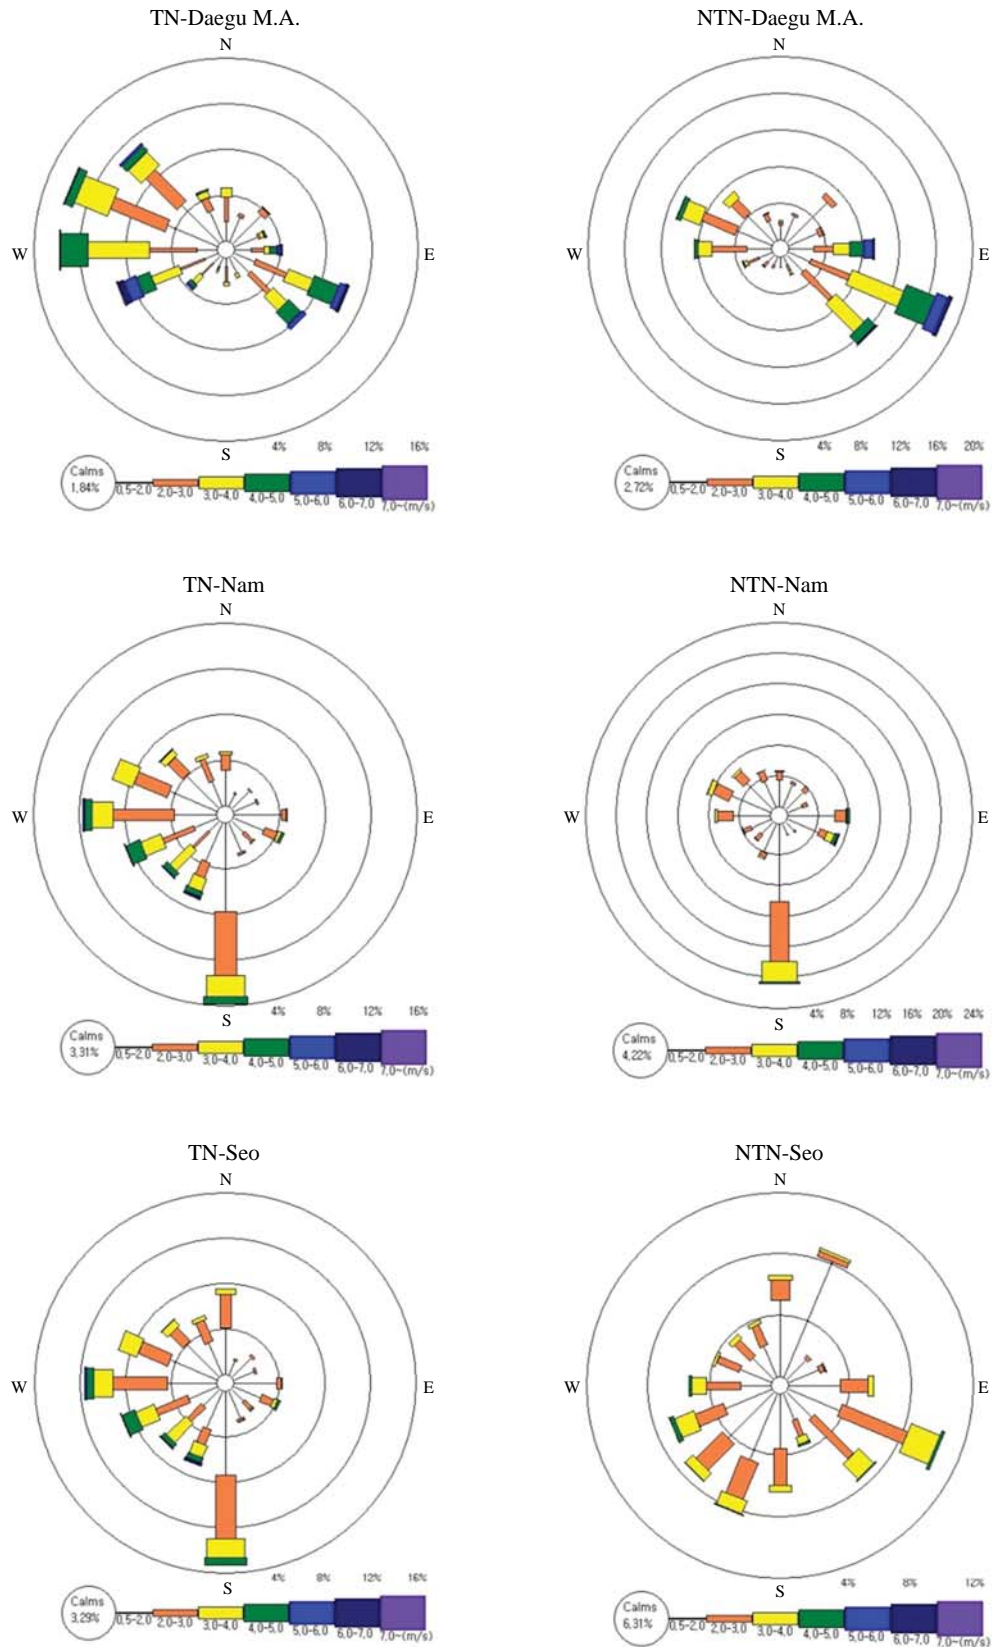 TN-Daegu M.A.
N
W
E
S
4% 8% 12% 16%
Calms
1,84%
0,5-2,0 2,0-3,0 3,0-4,0 4,0-5,0 5,0-6,0 6,0-7,0 7,0~(m/s)
NTN-Daegu M.A.
N
W
E
S
4% 8% 12% 16% 20%
Calms
2,72%
0,5-2,0 2,0-3,0 3,0-4,0 4,0-5,0 5,0-6,0 6,0-7,0 7,0~(m/s)
TN-Nam
N
W
E
S
4% 8% 12% 16%
Calms
3,31%
0,5-2,0 2,0-3,0 3,0-4,0 4,0-5,0 5,0-6,0 6,0-7,0 7,0~(m/s)
NTN-Nam
N
W
E
S
4% 8% 12% 16% 20% 24%
Calms
4,22%
0,5-2,0 2,0-3,0 3,0-4,0 4,0-5,0 5,0-6,0 6,0-7,0 7,0~(m/s)
TN-Seo
N
W
E
S
4% 8% 12% 16%
Calms
3,29%
0,5-2,0 2,0-3,0 3,0-4,0 4,0-5,0 5,0-6,0 6,0-7,0 7,0~(m/s)
NTN-Seo
N
W
E
S
4% 8% 12%
Calms
6,31%
0,5-2,0 2,0-3,0 3,0-4,0 4,0-5,0 5,0-6,0 6,0-7,0 7,0~(m/s)